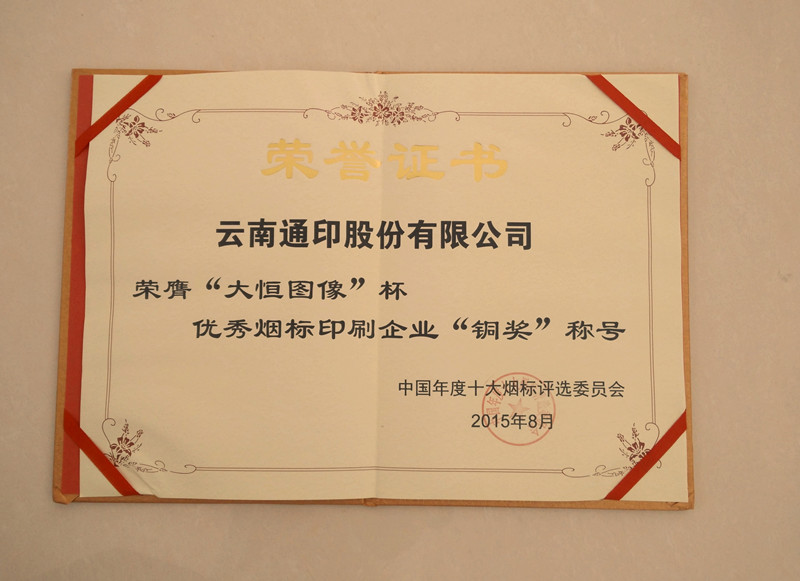 荣誉证书
云南通印股份有限公司
荣膺“大恒图像”杯
优秀烟标印刷企业“铜奖”称号
中国年度十大烟标评选委员会
2015年8月